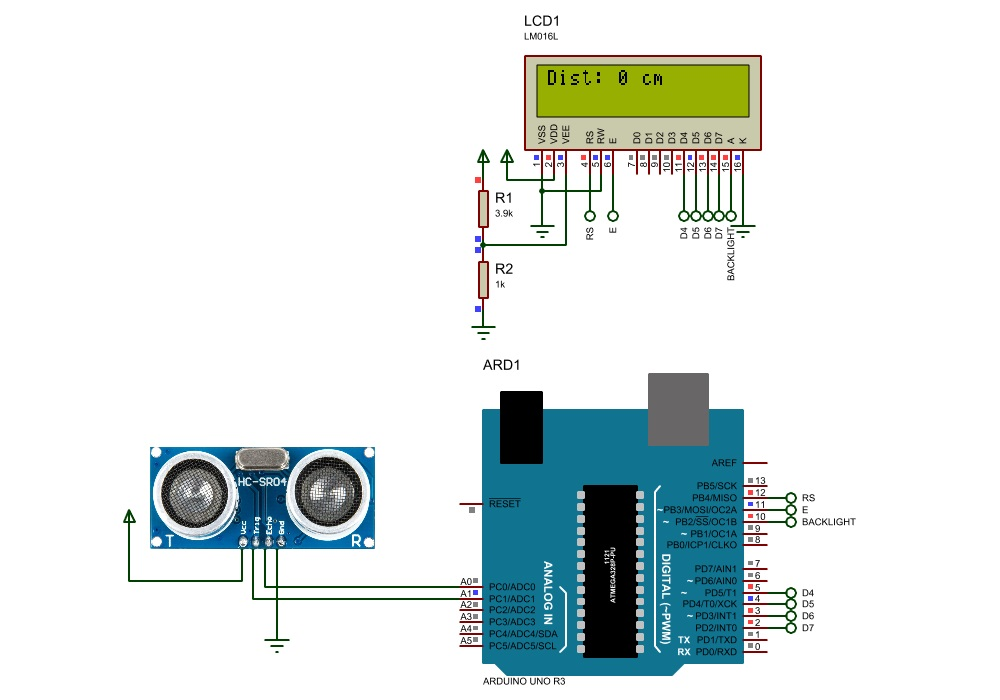 LCD1
LM016L
Dist: 0 cm
VSS VDD VEE RS RW E D0 D1 D2 D3 D4 D5 D6 D7 A K
1 2 3 4 5 6 7 8 9 10 11 12 13 14 15 16
R1
3.9k
RS E D4 D5 D6 D7 BACKLIGHT
R2
1k
ARD1
HC-SR04
Vcc Trig Echo Gnd
T R
RESET
AREF
PB5/SCK 13
PB4/MISO 12 RS
~PB3/MOSI/OC2A 11 E
~ PB2/SS/OC1B 10 BACKLIGHT
~ PB1/OC1A 9
PB0/ICP1/CLKO 8
PD7/AIN1 7
~ PD6/AIN0 6
~ PD5/T1 5 D4
PD4/T0/XCK 4 D5
~ PD3/INT1 3 D6
PD2/INT0 2 D7
TX PD1/TXD 1
RX PD0/RXD 0
DIGITAL (~PWM)
1121
ATMEGA328P-PU
ANALOG IN
A0 PC0/ADC0
A1 PC1/ADC1
A2 PC2/ADC2
A3 PC3/ADC3
A4 PC4/ADC4/SDA
A5 PC5/ADC5/SCL
ARDUINO UNO R3